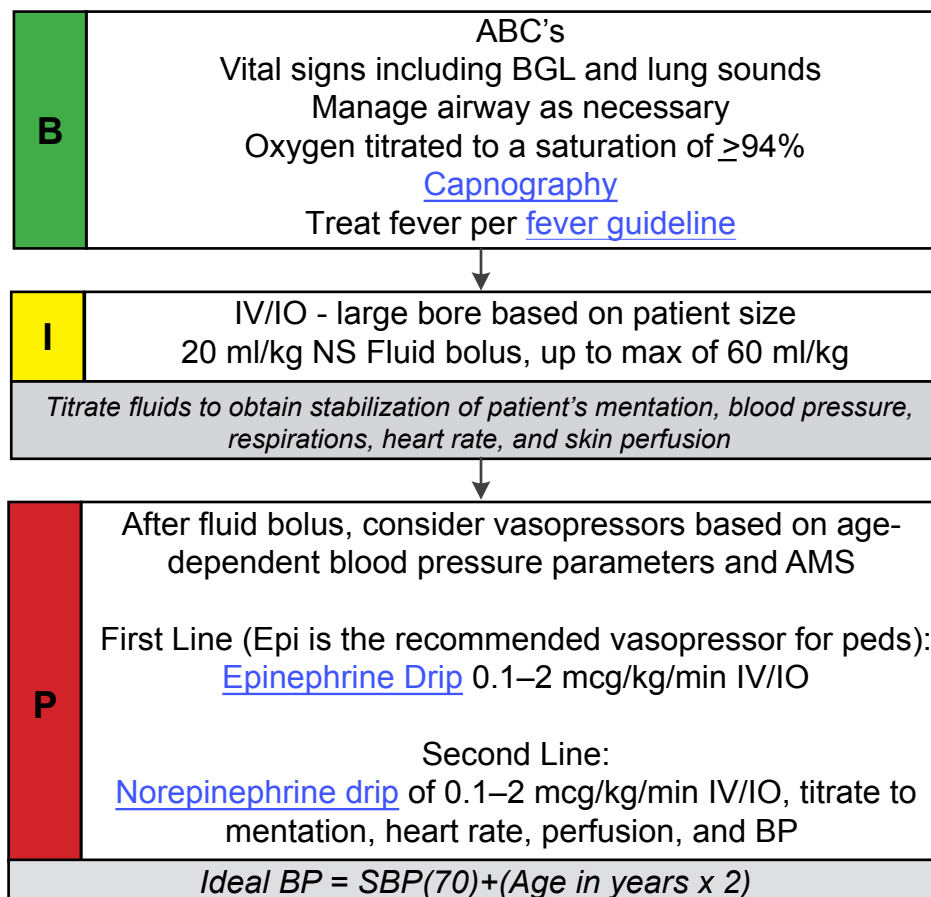 B
ABC’s
Vital signs including BGL and lung sounds
Manage airway as necessary
Oxygen titrated to a saturation of ≥94%
Capnography
Treat fever per fever guideline
I
IV/IO - large bore based on patient size
20 ml/kg NS Fluid bolus, up to max of 60 ml/kg
Titrate fluids to obtain stabilization of patient’s mentation, blood pressure,
respirations, heart rate, and skin perfusion
P
After fluid bolus, consider vasopressors based on age-
dependent blood pressure parameters and AMS
First Line (Epi is the recommended vasopressor for peds):
Epinephrine Drip 0.1–2 mcg/kg/min IV/IO
Second Line:
Norepinephrine drip of 0.1–2 mcg/kg/min IV/IO, titrate to
mentation, heart rate, perfusion, and BP
Ideal BP = SBP(70)+(Age in years x 2)